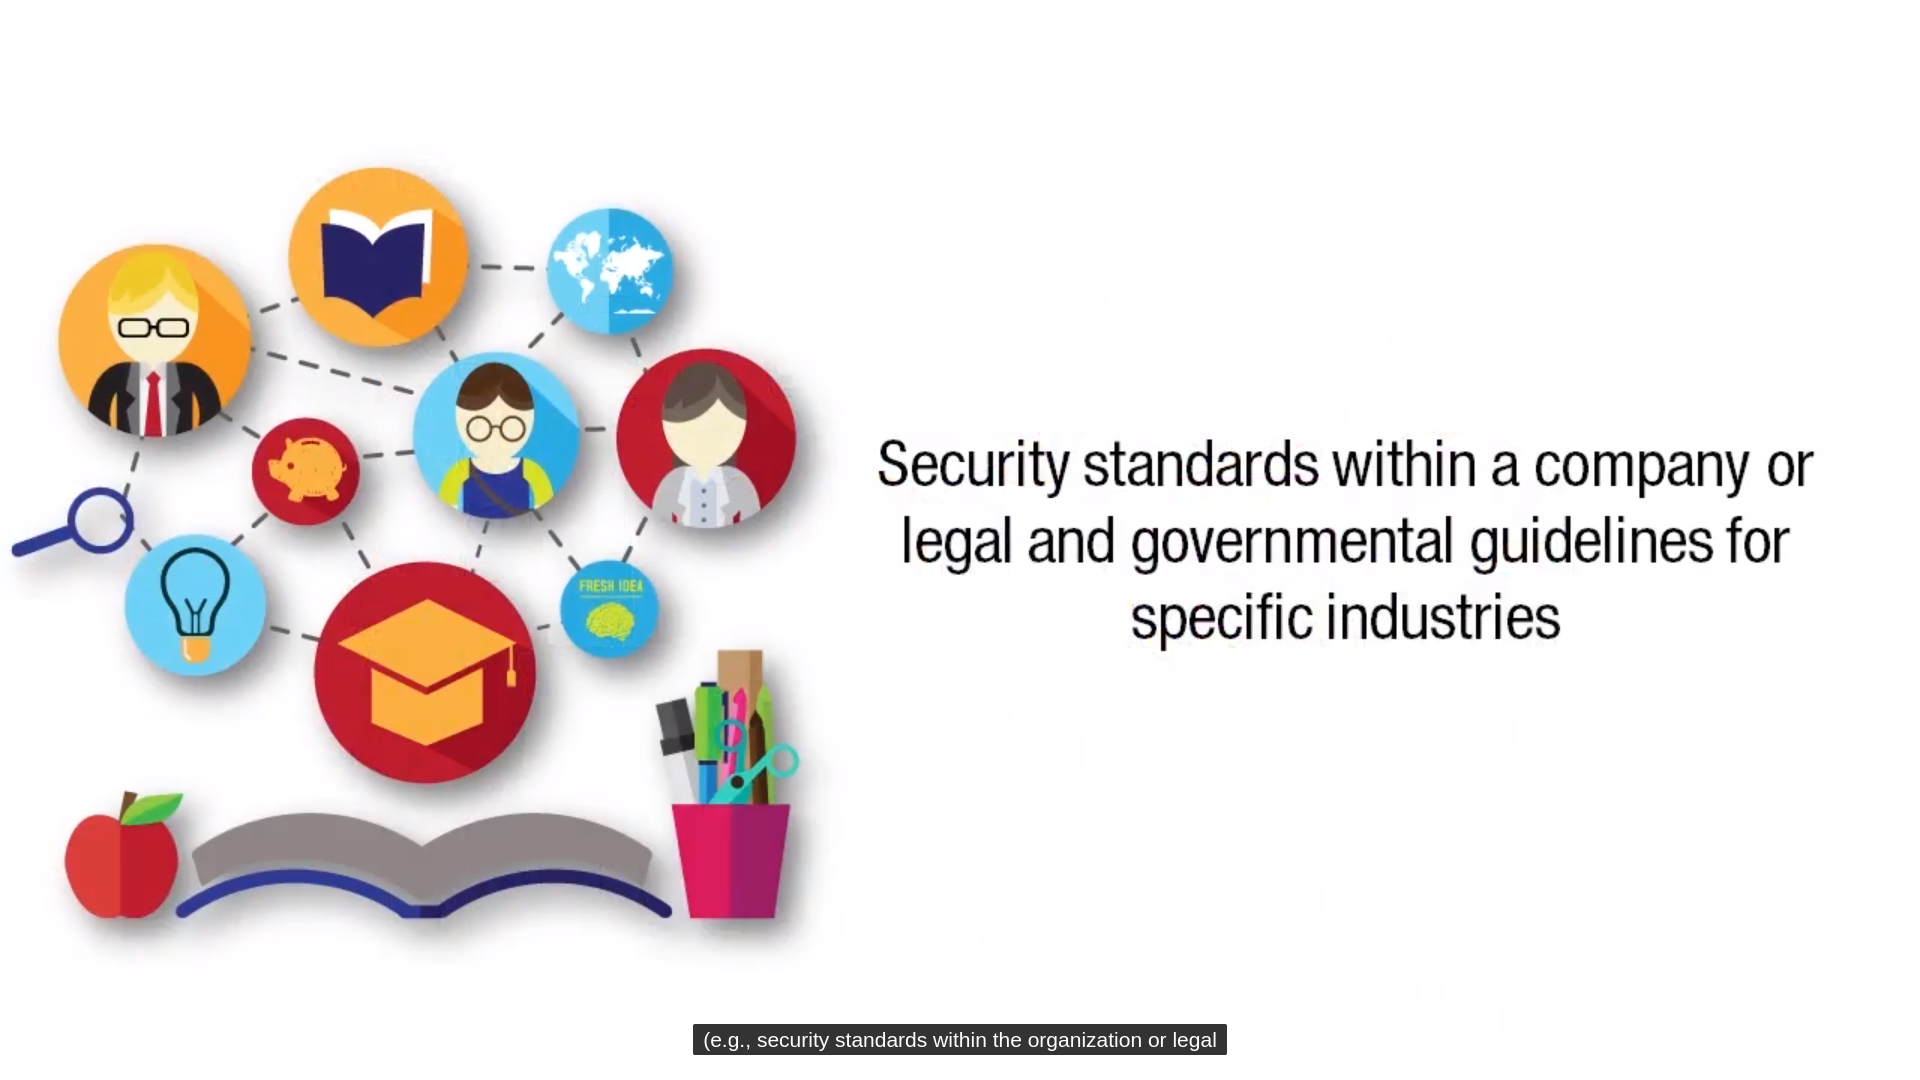 FRESH IDEA
Security standards within a company or
legal and governmental guidelines for
specific industries
(e.g., security standards within the organization or legal